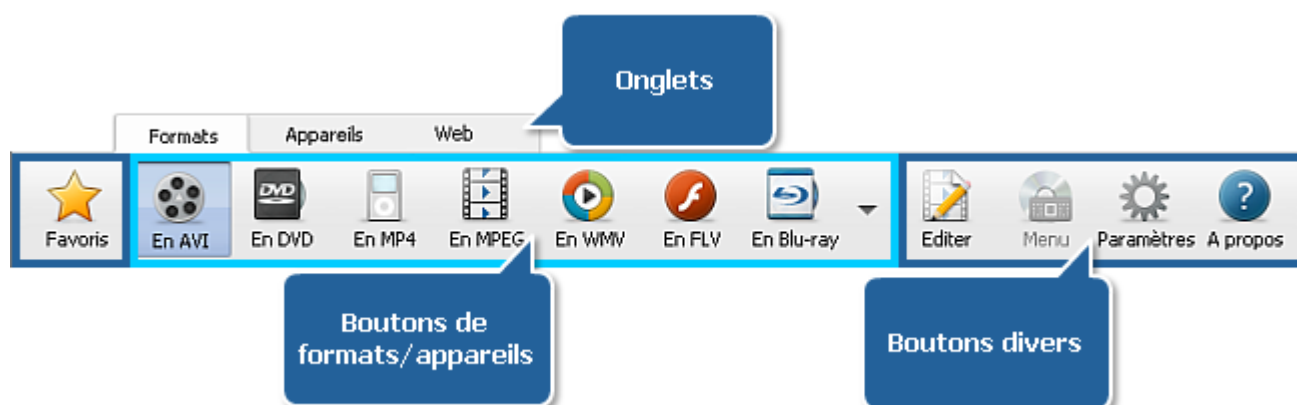 Onglets
Formats Appareils Web
Favoris En AVI En DVD En MP4 En MPEG En WMV En FLV En Blu-ray Editer Menu Paramètres A propos
Boutons de
formats/appareils
Boutons divers